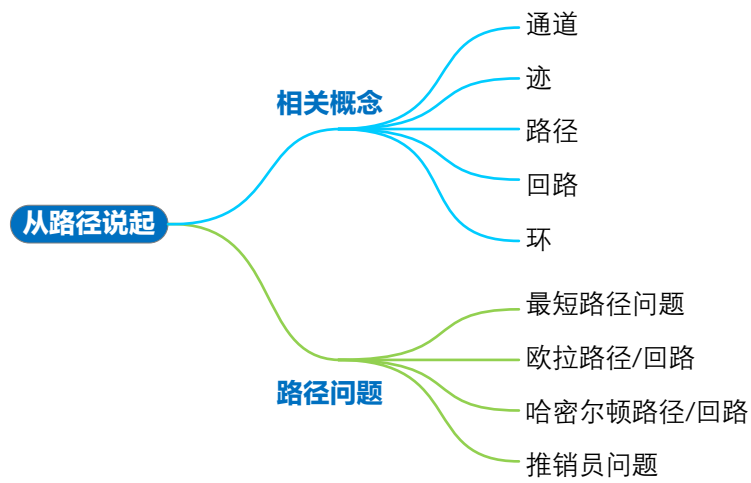 从路径说起
相关概念
通道
迹
路径
回路
环
路径问题
最短路径问题
欧拉路径/回路
哈密尔顿路径/回路
推销员问题